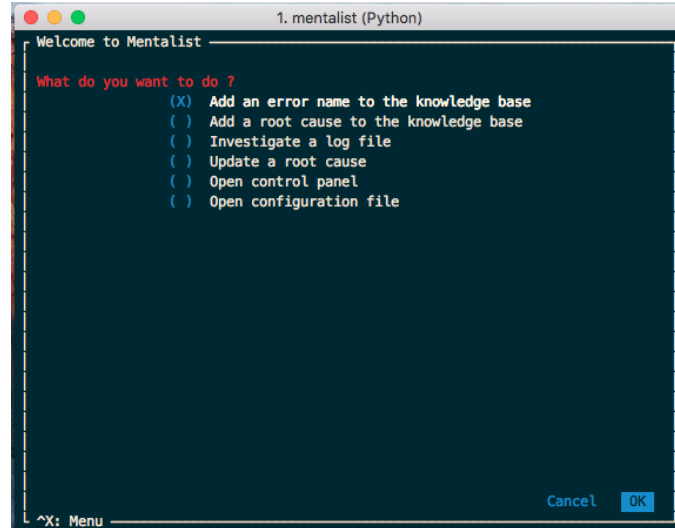 1. mentalist (Python)
Welcome to Mentalist
What do you want to do ?
(X) Add an error name to the knowledge base
( ) Add a root cause to the knowledge base
( ) Investigate a log file
( ) Update a root cause
( ) Open control panel
( ) Open configuration file
Cancel OK
^X: Menu